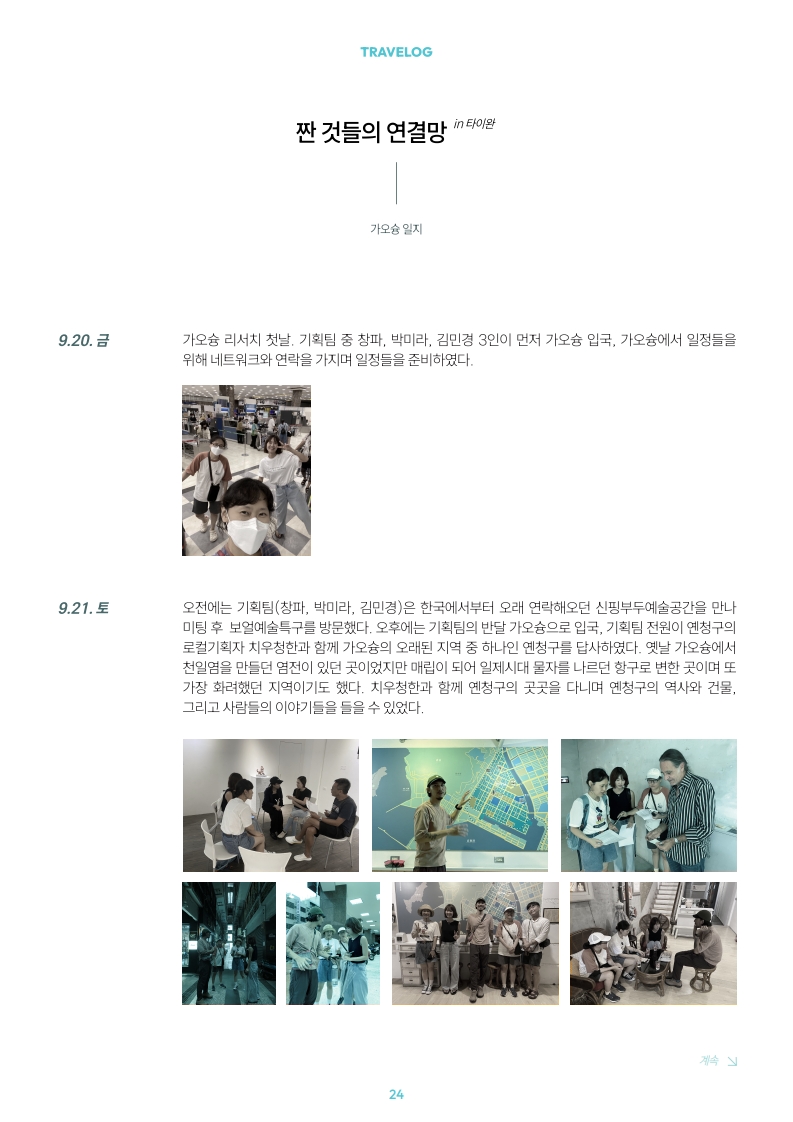 TRAVELOG
짠 것들의 연결망 in 타이완
가오슝 일지
9.20. 금
가오슝 리서치 첫날. 기획팀 중 창파, 박미라, 김민경 3인이 먼저 가오슝 입국, 가오슝에서 일정들을
위해 네트워크와 연락을 가지며 일정들을 준비하였다.
9.21. 토
오전에는 기획팀(창파, 박미라, 김민경)은 한국에서부터 오래 연락해오던 신핑부두예술공간을 만나
미팅 후 보얼예술특구를 방문했다. 오후에는 기획팀의 반달 가오슝으로 입국, 기획팀 전원이 옌청구의
로컬기획자 치우청한과 함께 가오슝의 오래된 지역 중 하나인 옌청구를 답사하였다. 옛날 가오슝에서
천일염을 만들던 염전이 있던 곳이었지만 매립이 되어 일제시대 물자를 나르던 항구로 변한 곳이며 또
가장 화려했던 지역이기도 했다. 치우청한과 함께 옌청구의 곳곳을 다니며 옌청구의 역사와 건물,
그리고 사람들의 이야기들을 들을 수 있었다.
계속
24